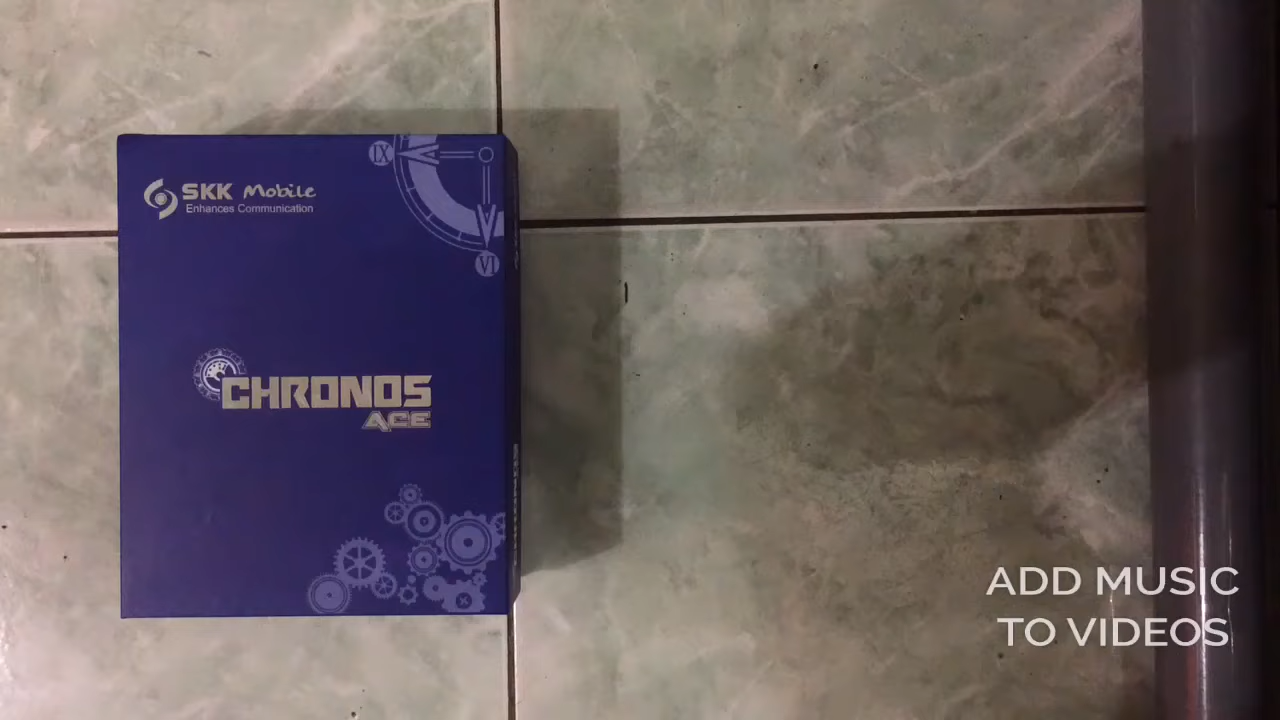 IX
SKK Mobile
Enhances Communication
VI
CHRONOS
ACE
ADD MUSIC
TO VIDEOS